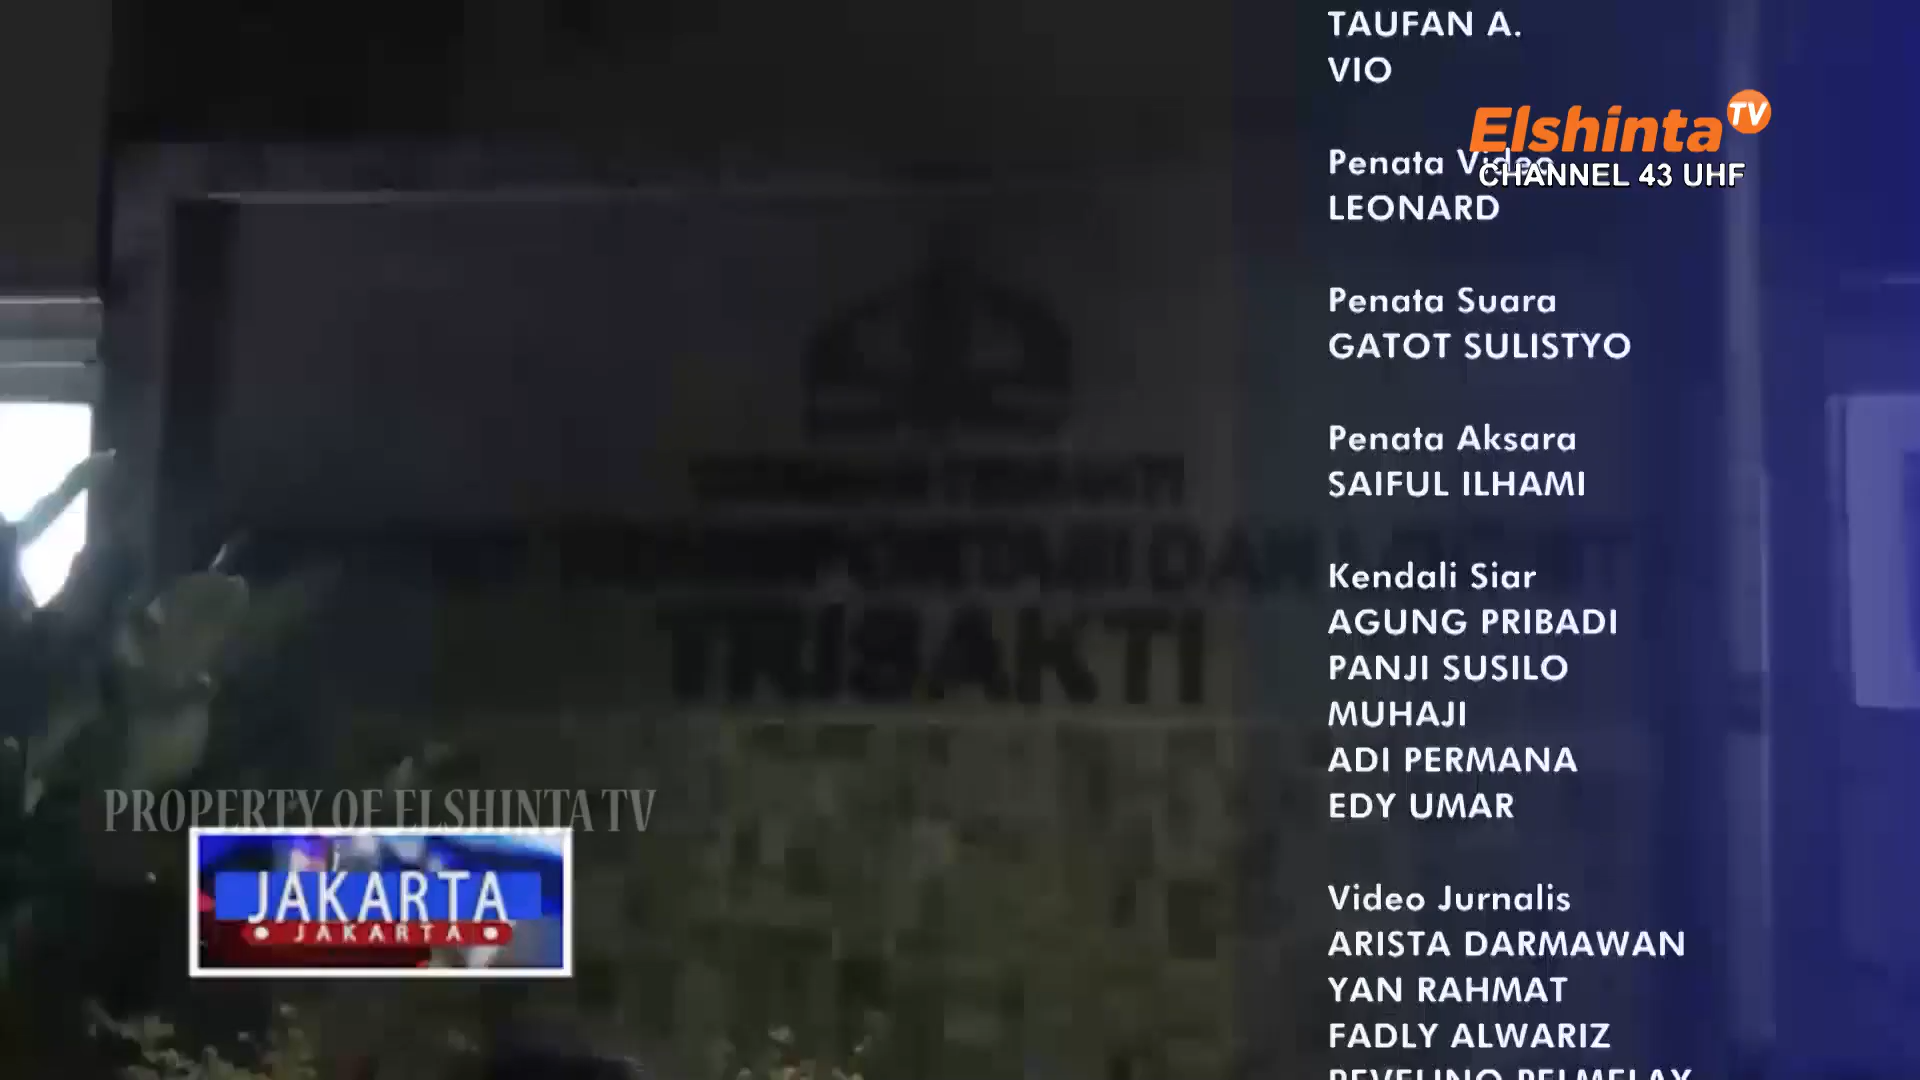 TAUFAN A.
VIO
Elshinta TV
CHANNEL 43 UHF
Penata Video
LEONARD
Penata Suara
GATOT SULISTYO
Penata Aksara
SAIFUL ILHAMI
Kendali Siar
AGUNG PRIBADI
PANJI SUSILO
MUHAJI
ADI PERMANA
EDY UMAR
Video Jurnalis
ARISTA DARMAWAN
YAN RAHMAT
FADLY ALWARIZ
TRISAKTI
PROPERTY OF ELSHINTA TV
JAKARTA
JAKARTA